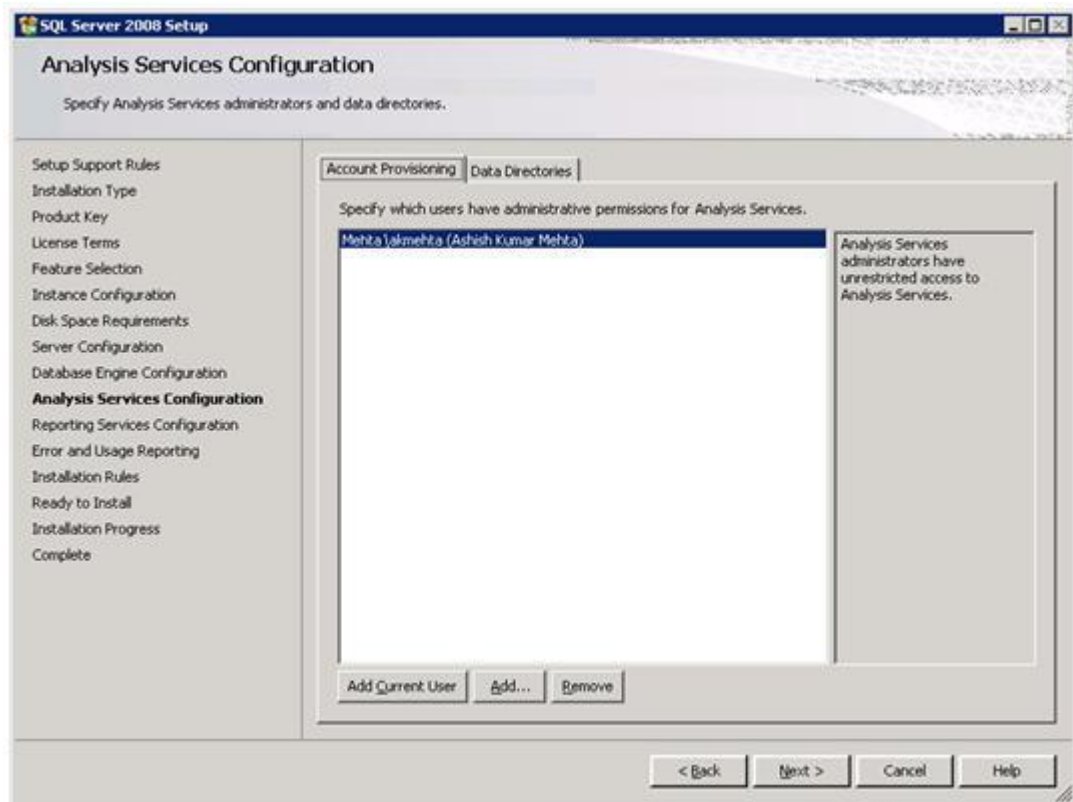 SQL Server 2008 Setup
Analysis Services Configuration
Specify Analysis Services administrators and data directories.
Setup Support Rules
Installation Type
Product Key
License Terms
Feature Selection
Instance Configuration
Disk Space Requirements
Server Configuration
Database Engine Configuration
Analysis Services Configuration
Reporting Services Configuration
Error and Usage Reporting
Installation Rules
Ready to Install
Installation Progress
Complete
Account Provisioning
Data Directories
Specify which users have administrative permissions for Analysis Services.
Mehta\akmehta (Ashish Kumar Mehta)
Analysis Services
administrators have
unrestricted access to
Analysis Services.
Add Current User
Add...
Remove
< Back
Next >
Cancel
Help